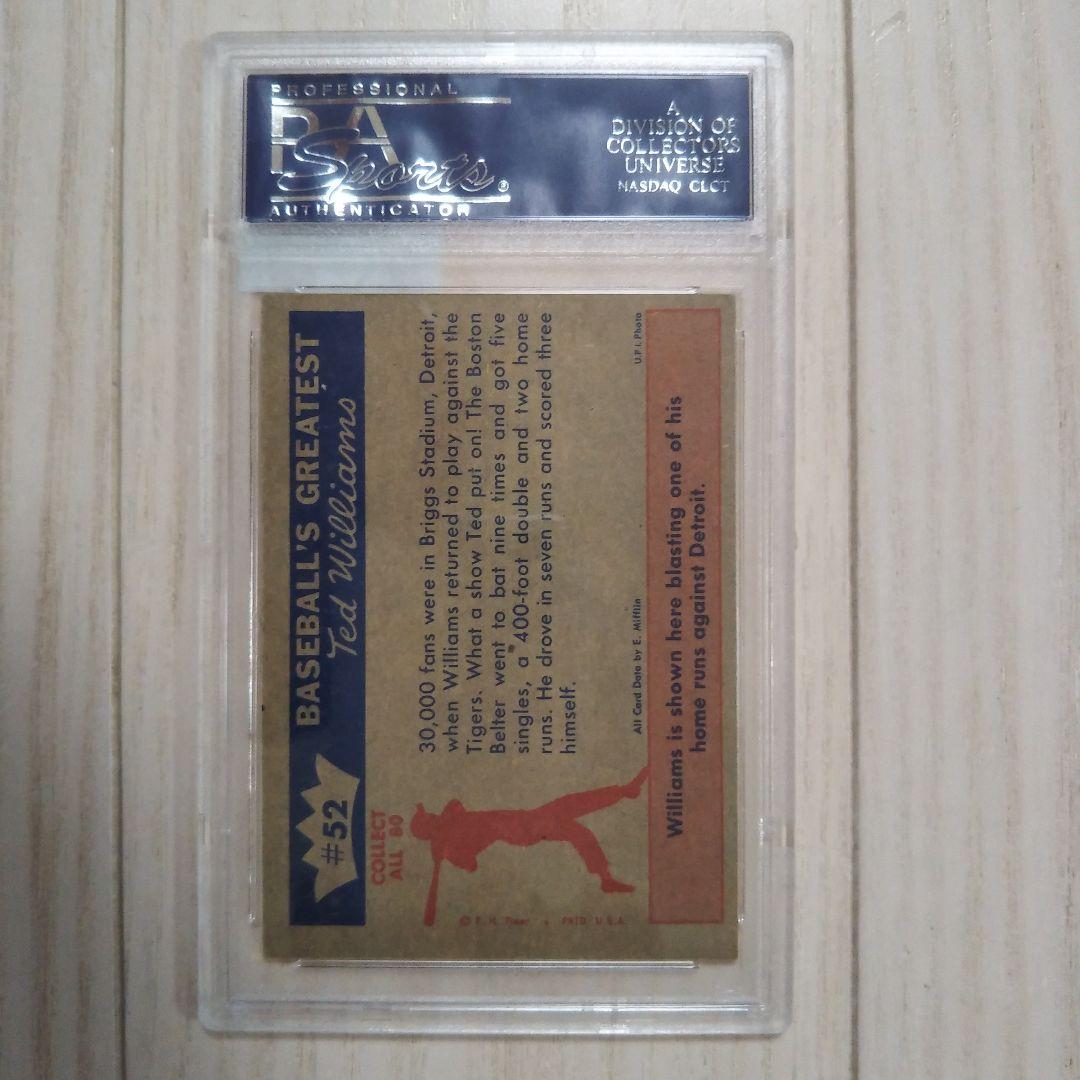 PROFESSIONAL
PSA
Sports®
AUTHENTICATOR
A
DIVISION OF
COLLECTORS
UNIVERSE
NASDAQ CLCT
#52
BASEBALL'S GREATEST
Ted Williams
COLLECT
ALL 80
30,000 fans were in Briggs Stadium, Detroit,
when Williams returned to play against the
Tigers. What a show Ted put on! The Boston
Belter went to bat nine times and got five
singles, a 400-foot double and two home
runs. He drove in seven runs and scored three
himself.
All Card Data by E. Mifflin
U.P.I. Photo
© F. H. Fleer • PRTD U.S.A.
Williams is shown here blasting one of his
home runs against Detroit.